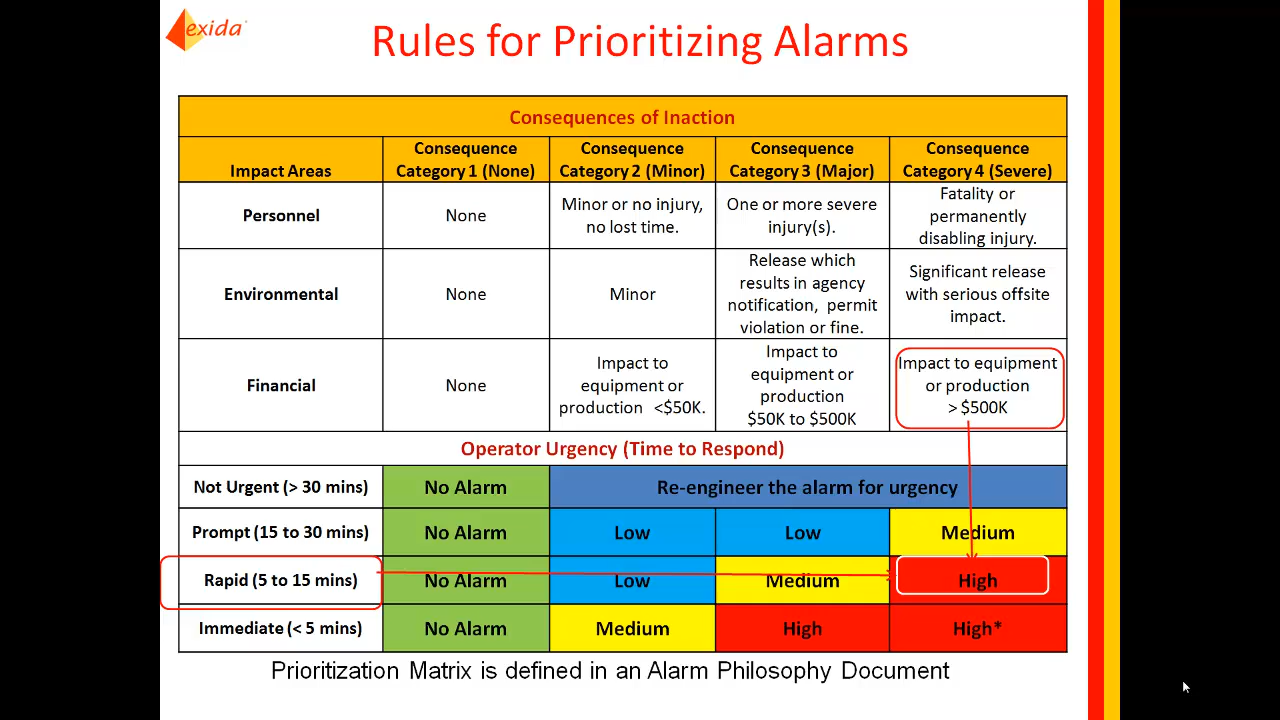 exida
Rules for Prioritizing Alarms
Consequences of Inaction
Impact Areas
Consequence
Category 1 (None)
Consequence
Category 2 (Minor)
Consequence
Category 3 (Major)
Consequence
Category 4 (Severe)
Personnel
None
Minor or no injury,
no lost time.
One or more severe
injury(s).
Fatality or
permanently
disabling injury.
Environmental
None
Minor
Release which
results in agency
notification, permit
violation or fine.
Significant release
with serious offsite
impact.
Financial
None
Impact to
equipment or
production <$50K.
Impact to
equipment or
production
$50K to $500K
Impact to equipment
or production
> $500K
Operator Urgency (Time to Respond)
Not Urgent (> 30 mins)
No Alarm
Re-engineer the alarm for urgency
Prompt (15 to 30 mins)
No Alarm
Low
Low
Medium
Rapid (5 to 15 mins)
No Alarm
Low
Medium
High
Immediate (< 5 mins)
No Alarm
Medium
High
High*
Prioritization Matrix is defined in an Alarm Philosophy Document